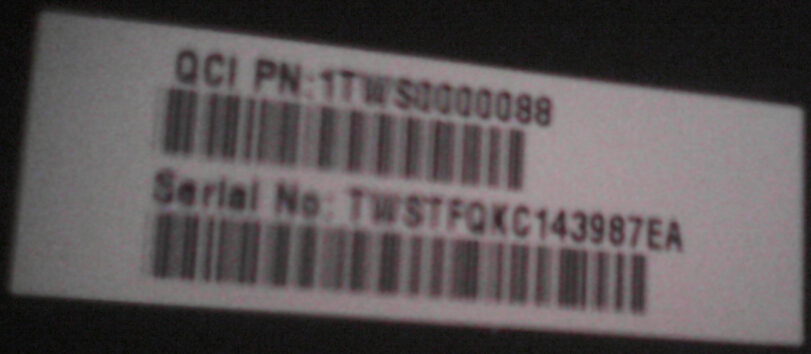 QCI PN:1TWS0000088
Serial No: TWSTFQKC143987EA